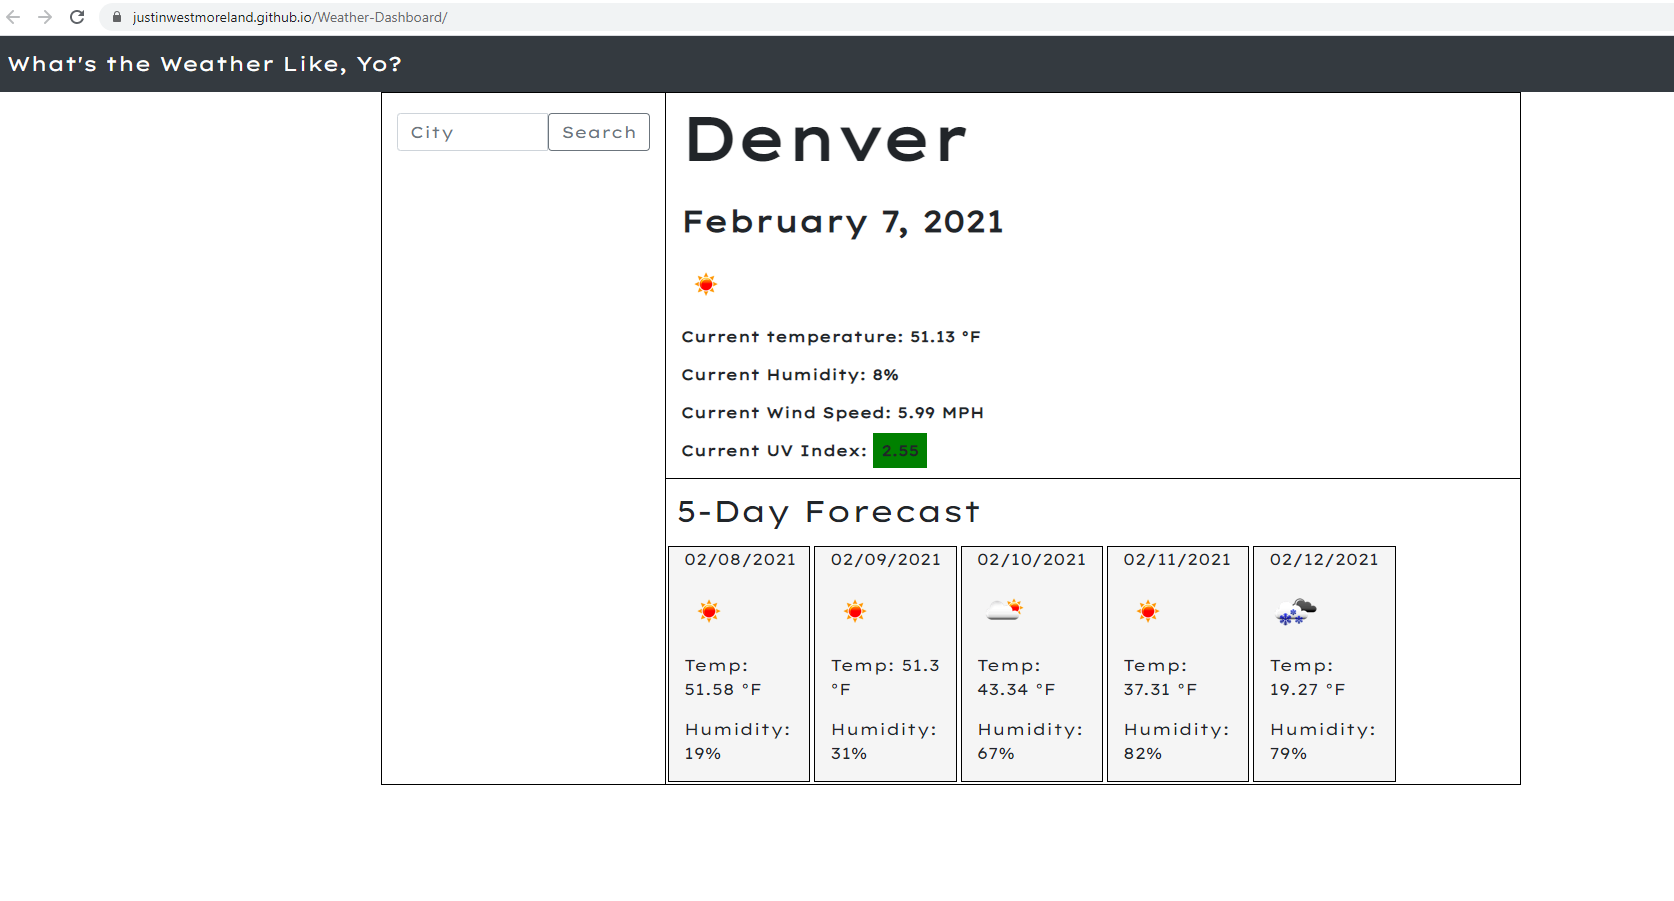 justinwestmoreland.github.io/Weather-Dashboard/
What's the Weather Like, Yo?
City
Search
Denver
February 7, 2021
Current temperature: 51.13 °F
Current Humidity: 8%
Current Wind Speed: 5.99 MPH
Current UV Index: 2.55
5-Day Forecast
02/08/2021
Temp:
51.58 °F
Humidity:
19%
02/09/2021
Temp: 51.3
°F
Humidity:
31%
02/10/2021
Temp:
43.34 °F
Humidity:
67%
02/11/2021
Temp:
37.31 °F
Humidity:
82%
02/12/2021
Temp:
19.27 °F
Humidity:
79%